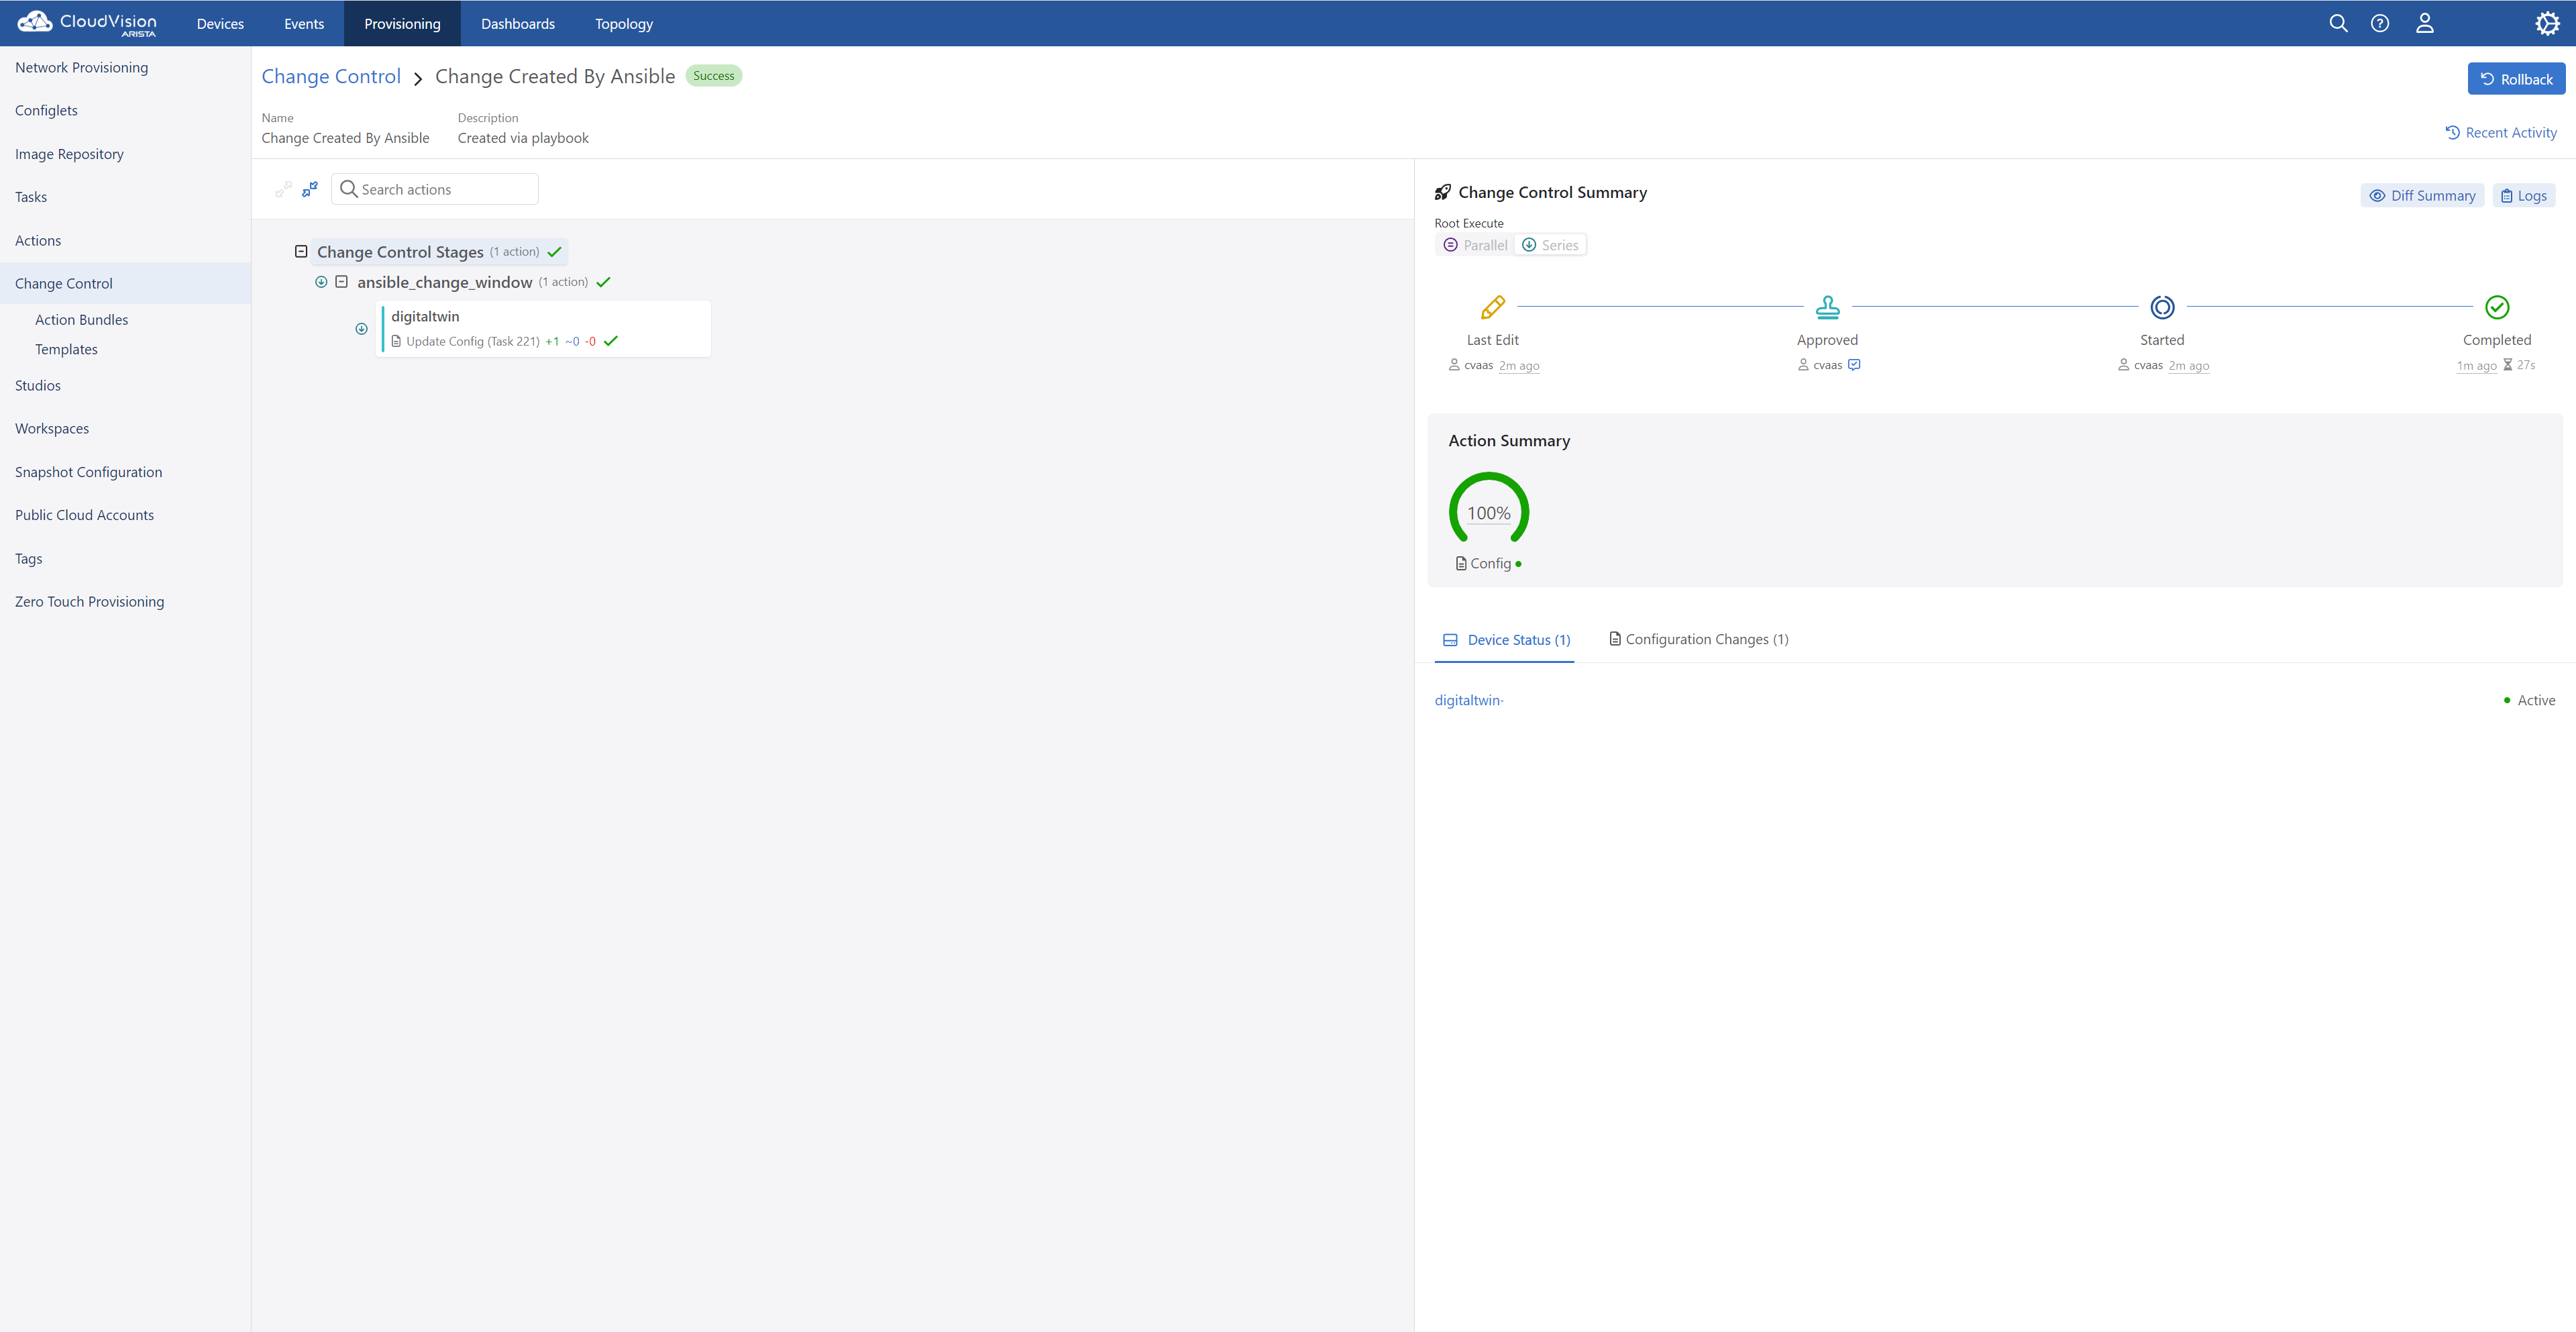 CloudVision
ARISTA
Devices
Events
Provisioning
Dashboards
Topology
Network Provisioning
Configlets
Image Repository
Tasks
Actions
Change Control
Action Bundles
Templates
Studios
Workspaces
Snapshot Configuration
Public Cloud Accounts
Tags
Zero Touch Provisioning
Change Control > Change Created By Ansible Success
Rollback
Name
Change Created By Ansible
Description
Created via playbook
Recent Activity
Search actions
Change Control Stages (1 action)
ansible_change_window (1 action)
digitaltwin
Update Config (Task 221) +1 ~0 -0
Change Control Summary
Diff Summary
Logs
Root Execute
Parallel Series
Last Edit
cvaas 2m ago
Approved
cvaas
Started
cvaas 2m ago
Completed
1m ago 27s
Action Summary
100%
Config
Device Status (1)
Configuration Changes (1)
digitaltwin-
Active